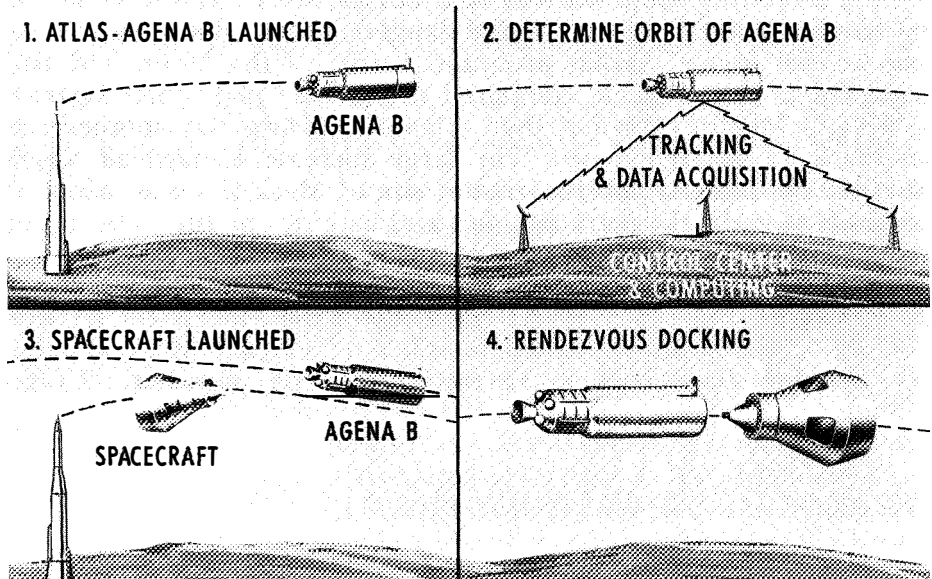 1. ATLAS-AGENA B LAUNCHED
AGENA B
2. DETERMINE ORBIT OF AGENA B
TRACKING
& DATA ACQUISITION
CONTROL CENTER
& COMPUTING
3. SPACECRAFT LAUNCHED
SPACECRAFT
AGENA B
4. RENDEZVOUS DOCKING